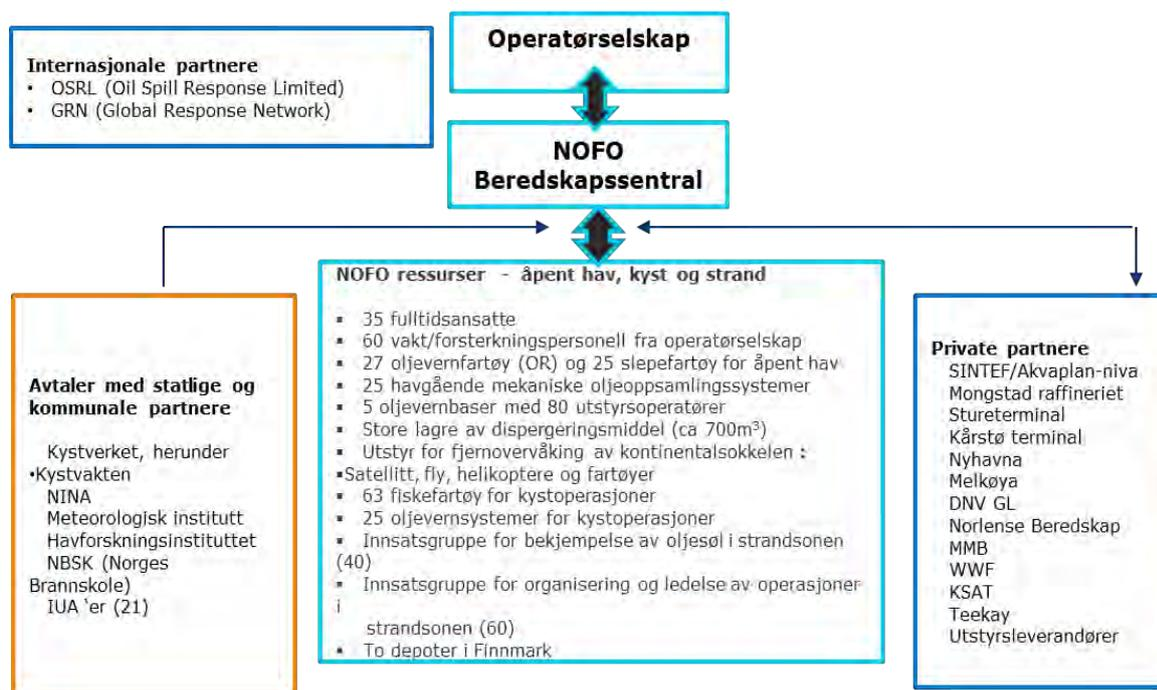 Operatørselskap
Internasjonale partnere
• OSRL (Oil Spill Response Limited)
• GRN (Global Response Network)
NOFO
Beredskapssentral
NOFO ressurser - åpent hav, kyst og strand
▪ 35 fulltidsansatte
▪ 60 vakt/forsterkningspersonell fra operatørselskap
▪ 27 oljevernfartøy (OR) og 25 slepefartøy for åpent hav
▪ 25 havgående mekaniske oljeoppsamlingssystemer
▪ 5 oljevernbaser med 80 utstyrsoperatører
▪ Store lagre av dispergeringsmiddel (ca 700m³)
▪ Utstyr for fjernovervåking av kontinentalsokkelen :
▪Satellitt, fly, helikoptere og fartøyer
▪ 63 fiskefartøy for kystoperasjoner
▪ 25 oljevernsystemer for kystoperasjoner
▪ Innsatsgruppe for bekjempelse av oljesøl i strandsonen
(40)
▪ Innsatsgruppe for organisering og ledelse av operasjoner
i
strandsonen (60)
▪ To depoter i Finnmark
Avtaler med statlige og
kommunale partnere
Kystverket, herunder
•Kystvakten
NINA
Meteorologisk institutt
Havforskningsinstituttet
NBSK (Norges
Brannskole)
IUA 'er (21)
Private partnere
SINTEF/Akvaplan-niva
Mongstad raffineriet
Stureterminal
Kårstø terminal
Nyhavna
Melkøya
DNV GL
Norlense Beredskap
MMB
WWF
KSAT
Teekay
Utstyrsleverandører